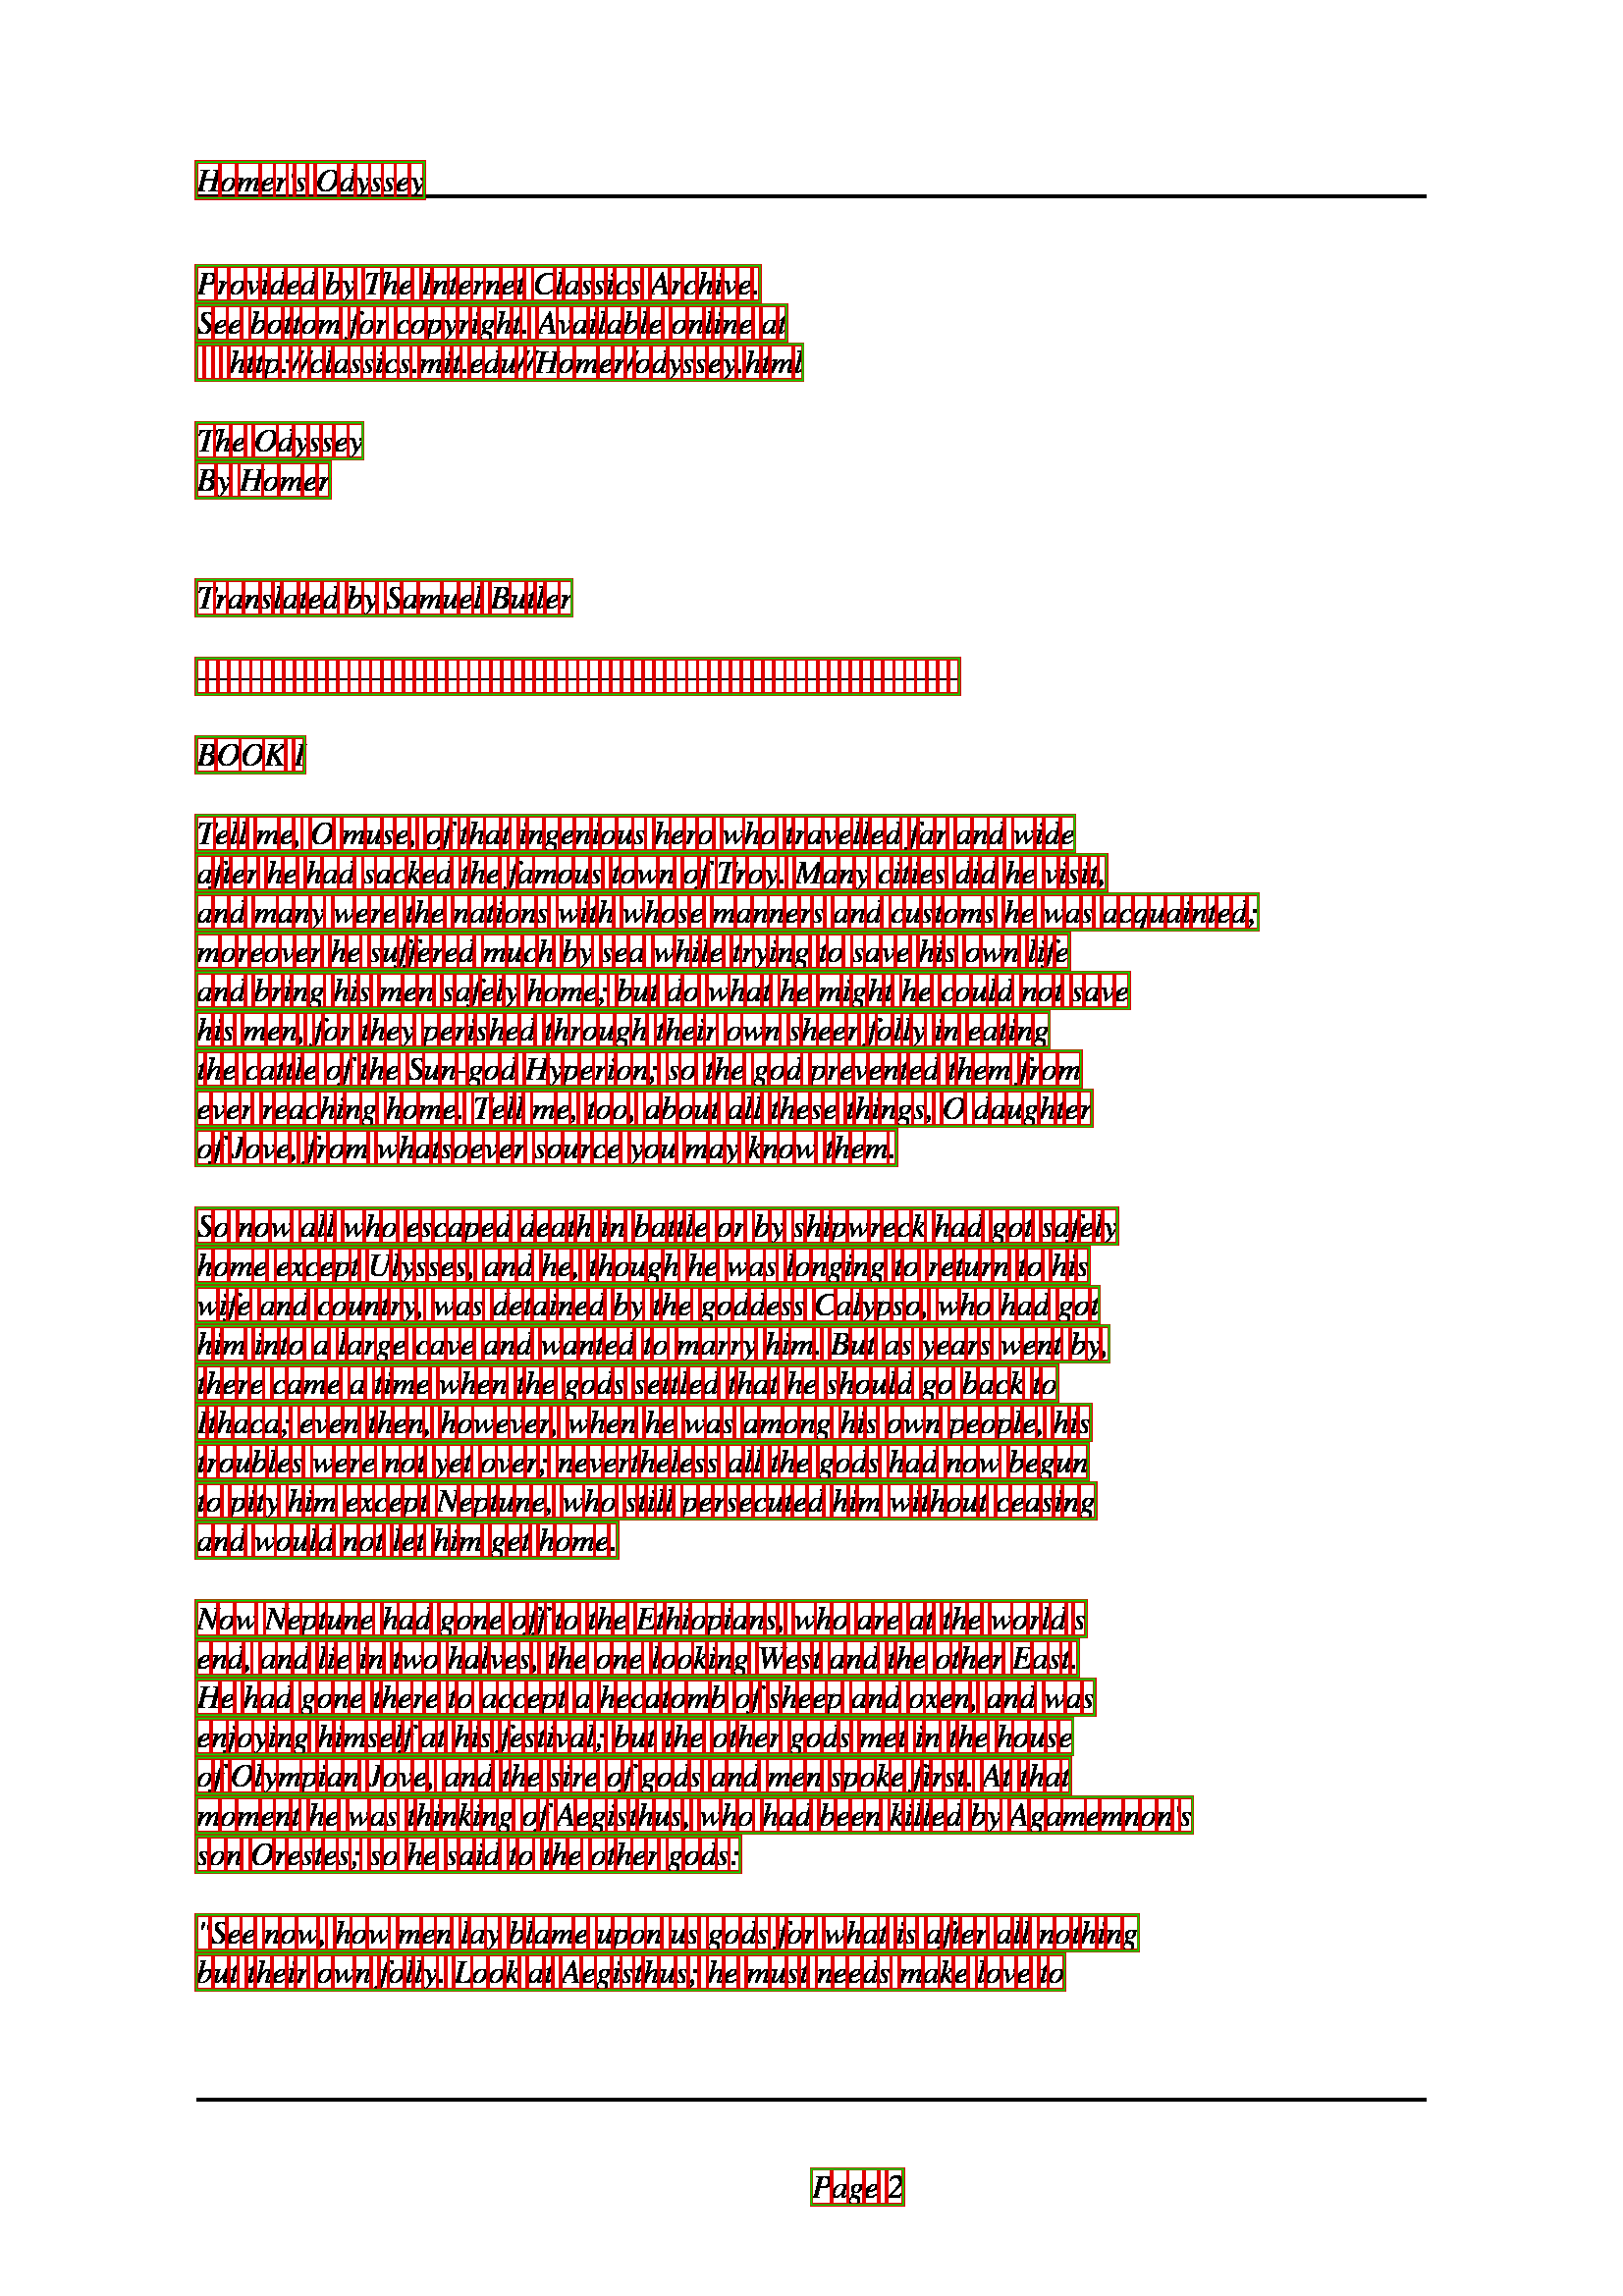 Homer's Odyssey
Provided by The Internet Classics Archive.
See bottom for copyright. Available online at
http://classics.mit.edu//Homer/odyssey.html
The Odyssey
By Homer
Translated by Samuel Butler
----------------------------------------------------------------------
BOOK I
Tell me, O muse, of that ingenious hero who travelled far and wide
after he had sacked the famous town of Troy. Many cities did he visit,
and many were the nations with whose manners and customs he was acquainted;
moreover he suffered much by sea while trying to save his own life
and bring his men safely home; but do what he might he could not save
his men, for they perished through their own sheer folly in eating
the cattle of the Sun-god Hyperion; so the god prevented them from
ever reaching home. Tell me, too, about all these things, O daughter
of Jove, from whatsoever source you may know them.
So now all who escaped death in battle or by shipwreck had got safely
home except Ulysses, and he, though he was longing to return to his
wife and country, was detained by the goddess Calypso, who had got
him into a large cave and wanted to marry him. But as years went by,
there came a time when the gods settled that he should go back to
Ithaca; even then, however, when he was among his own people, his
troubles were not yet over; nevertheless all the gods had now begun
to pity him except Neptune, who still persecuted him without ceasing
and would not let him get home.
Now Neptune had gone off to the Ethiopians, who are at the world's
end, and lie in two halves, the one looking West and the other East.
He had gone there to accept a hecatomb of sheep and oxen, and was
enjoying himself at his festival; but the other gods met in the house
of Olympian Jove, and the sire of gods and men spoke first. At that
moment he was thinking of Aegisthus, who had been killed by Agamemnon's
son Orestes; so he said to the other gods:
"See now, how men lay blame upon us gods for what is after all nothing
but their own folly. Look at Aegisthus; he must needs make love to
Page 2